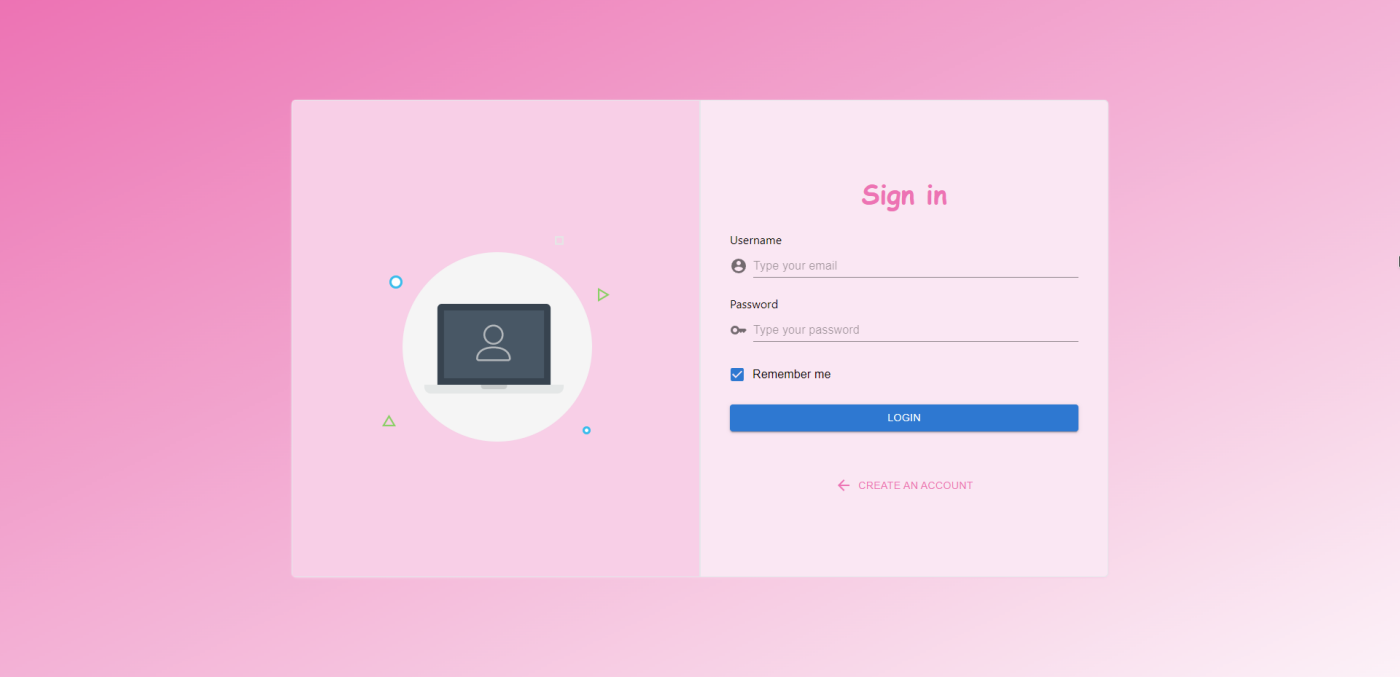 Sign in
Username
Type your email
Password
Type your password
Remember me
LOGIN
CREATE AN ACCOUNT